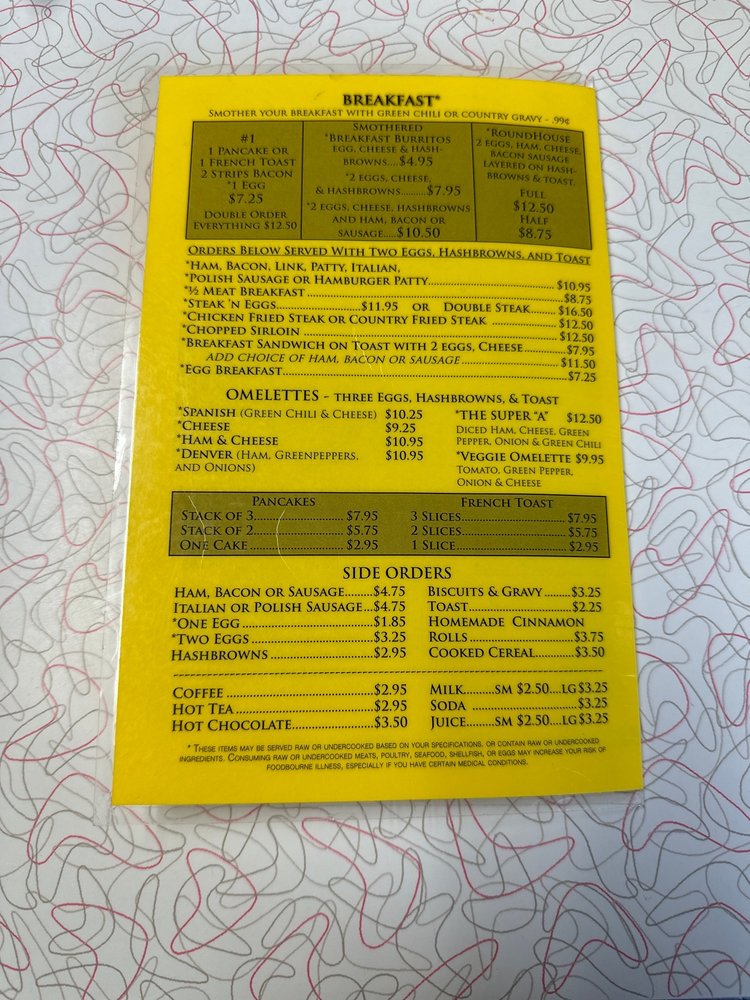 BREAKFAST*
SMOTHER YOUR BREAKFAST WITH GREEN CHILI OR COUNTRY GRAVY - .99¢
#1
1 PANCAKE OR
1 FRENCH TOAST
2 STRIPS BACON
*1 EGG
$7.25
DOUBLE ORDER
EVERYTHING $12.50
SMOTHERED
*BREAKFAST BURRITOS
EGG, CHEESE & HASH-
BROWNS....$4.95
*2 EGGS, CHEESE,
& HASHBROWNS..........$7.95
*2 EGGS, CHEESE, HASHBROWNS
AND HAM, BACON OR
SAUSAGE.....$10.50
*ROUNDHOUSE
2 EGGS, HAM, CHEESE,
BACON SAUSAGE
LAYERED ON HASH-
BROWNS & TOAST.
FULL
$12.50
HALF
$8.75
ORDERS BELOW SERVED WITH TWO EGGS, HASHBROWNS, AND TOAST
*HAM, BACON, LINK, PATTY, ITALIAN,
*POLISH SAUSAGE OR HAMBURGER PATTY.................................... $10.95
*½ MEAT BREAKFAST ........................................................................ $8.75
*STEAK 'N EGGS.......................$11.95 OR DOUBLE STEAK....... $16.50
*CHICKEN FRIED STEAK OR COUNTRY FRIED STEAK .................. $12.50
*CHOPPED SIRLOIN ........................................................................ $12.50
*BREAKFAST SANDWICH ON TOAST WITH 2 EGGS, CHEESE............ $7.95
ADD CHOICE OF HAM, BACON OR SAUSAGE ............................ $11.50
*EGG BREAKFAST................................................................................ $7.25
OMELETTES - THREE EGGS, HASHBROWNS, & TOAST
*SPANISH (GREEN CHILI & CHEESE) $10.25
*CHEESE $9.25
*HAM & CHEESE $10.95
*DENVER (HAM, GREENPEPPERS, $10.95
AND ONIONS)
*THE SUPER "A" $12.50
DICED HAM, CHEESE, GREEN
PEPPER, ONION & GREEN CHILI
*VEGGIE OMELETTE $9.95
TOMATO, GREEN PEPPER,
ONION & CHEESE
PANCAKES
STACK OF 3........................ $7.95
STACK OF 2........................ $5.75
ONE CAKE ......................... $2.95
FRENCH TOAST
3 SLICES............................ $7.95
2 SLICES............................ $5.75
1 SLICE.............................. $2.95
SIDE ORDERS
HAM, BACON OR SAUSAGE.......$4.75
ITALIAN OR POLISH SAUSAGE...$4.75
*ONE EGG ...............................$1.85
*TWO EGGS .............................$3.25
HASHBROWNS .........................$2.95
BISCUITS & GRAVY .........$3.25
TOAST.............................$2.25
HOMEMADE CINNAMON
ROLLS .............................$3.75
COOKED CEREAL............$3.50
COFFEE ....................................$2.95
HOT TEA ..................................$2.95
HOT CHOCOLATE.....................$3.50
MILK.........SM $2.50....LG $3.25
SODA ............................$3.25
JUICE........SM $2.50....LG $3.25
* THESE ITEMS MAY BE SERVED RAW OR UNDERCOOKED BASED ON YOUR SPECIFICATIONS, OR CONTAIN RAW OR UNDERCOOKED
INGREDIENTS. CONSUMING RAW OR UNDERCOOKED MEATS, POULTRY, SEAFOOD, SHELLFISH, OR EGGS MAY INCREASE YOUR RISK OF
FOODBOURNE ILLNESS, ESPECIALLY IF YOU HAVE CERTAIN MEDICAL CONDITIONS.